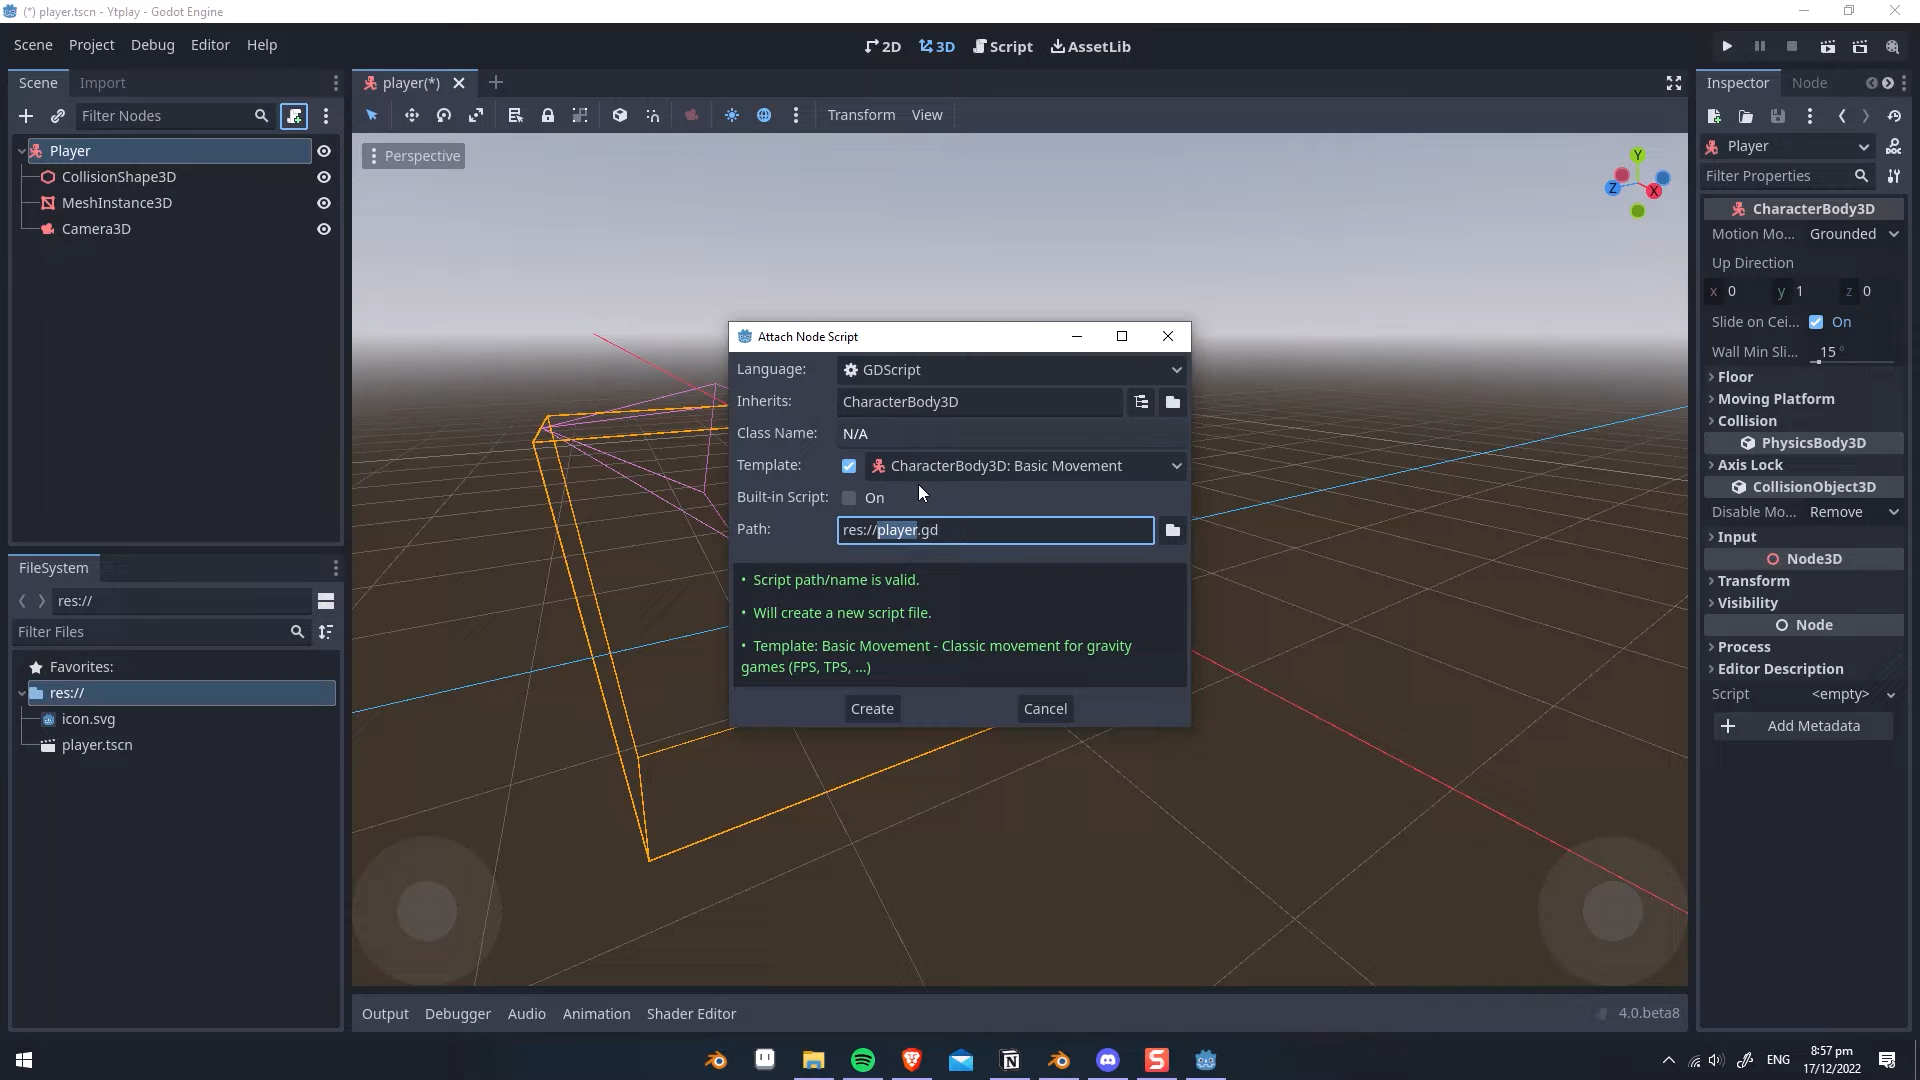 (*) player.tscn - Ytplay - Godot Engine
Scene Project Debug Editor Help
2D 3D Script AssetLib
Scene Import
Filter Nodes
Player
CollisionShape3D
MeshInstance3D
Camera3D
FileSystem
res://
Filter Files
Favorites:
res://
icon.svg
player.tscn
player(*)
Transform View
Perspective
Y
Z
X
Attach Node Script
Language: GDScript
Inherits: CharacterBody3D
Class Name: N/A
Template: CharacterBody3D: Basic Movement
Built-in Script: On
Path: res://player.gd
• Script path/name is valid.
• Will create a new script file.
• Template: Basic Movement - Classic movement for gravity
games (FPS, TPS, ...)
Create Cancel
Output Debugger Audio Animation Shader Editor
4.0.beta8
Inspector Node
Player
Filter Properties
CharacterBody3D
Motion Mo... Grounded
Up Direction
x 0 y 1 z 0
Slide on Cei... On
Wall Min Sli... 15 °
Floor
Moving Platform
Collision
PhysicsBody3D
Axis Lock
CollisionObject3D
Disable Mo... Remove
Input
Node3D
Transform
Visibility
Node
Process
Editor Description
Script <empty>
Add Metadata
ENG
8:57 pm
17/12/2022